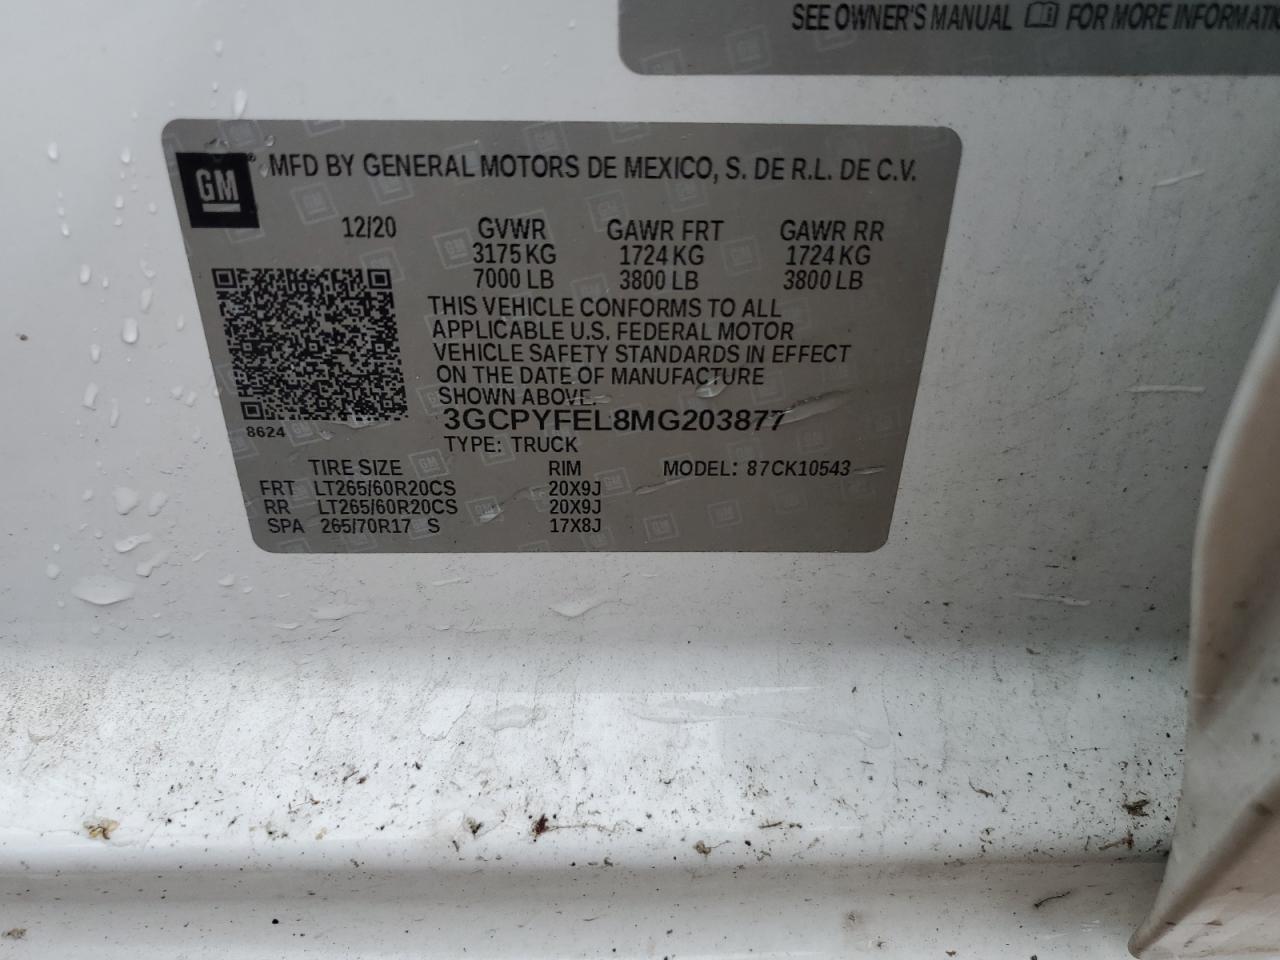 SEE OWNER'S MANUAL FOR MORE INFORMATIO
GM
MFD BY GENERAL MOTORS DE MEXICO, S. DE R.L. DE C.V.
12/20 GVWR GAWR FRT GAWR RR
3175 KG 1724 KG 1724 KG
7000 LB 3800 LB 3800 LB
THIS VEHICLE CONFORMS TO ALL
APPLICABLE U.S. FEDERAL MOTOR
VEHICLE SAFETY STANDARDS IN EFFECT
ON THE DATE OF MANUFACTURE
SHOWN ABOVE.
8624
3GCPYFEL8MG203877
TYPE: TRUCK
TIRE SIZE RIM MODEL: 87CK10543
FRT LT265/60R20CS 20X9J
RR LT265/60R20CS 20X9J
SPA 265/70R17 S 17X8J